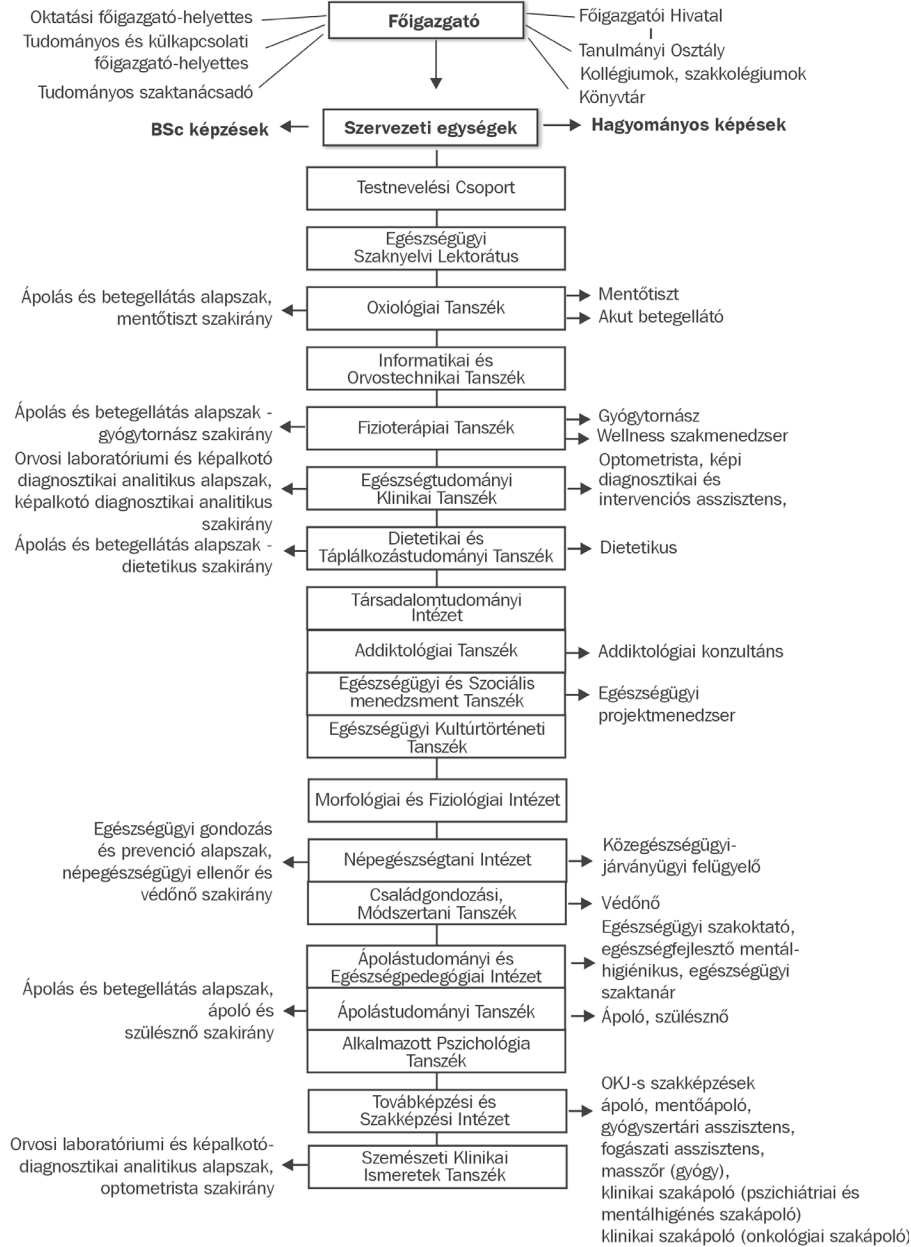 Oktatási főigazgató-helyettes
Tudományos és külkapcsolati
főigazgató-helyettes
Tudományos szaktanácsadó
Főigazgató
Főigazgatói Hivatal
Tanulmányi Osztály
Kollégiumok, szakkolégiumok
Könyvtár
BSc képzések
Szervezeti egységek
Hagyományos képések
Testnevelési Csoport
Egészségügyi
Szaknyelvi Lektorátus
Ápolás és betegellátás alapszak,
mentőtiszt szakirány
Oxiológiai Tanszék
Mentőtiszt
Akut betegellátó
Informatikai és
Orvostechnikai Tanszék
Ápolás és betegellátás alapszak -
gyógytornász szakirány
Fizioterápiai Tanszék
Gyógytornász
Wellness szakmenedzser
Orvosi laboratóriumi és képalkotó
diagnosztikai analitikus alapszak,
képalkotó diagnosztikai analitikus
szakirány
Egészségtudományi
Klinikai Tanszék
Optometrista, képi
diagnosztikai és
intervenciós asszisztens,
Ápolás és betegellátás alapszak -
dietetikus szakirány
Dietetikai és
Táplálkozástudományi Tanszék
Dietetikus
Társadalomtudományi
Intézet
Addiktológiai Tanszék
Addiktológiai konzultáns
Egészségügyi és Szociális
menedzsment Tanszék
Egészségügyi
projektmenedzser
Egészségügyi Kultúrtörténeti
Tanszék
Morfológiai és Fiziológiai Intézet
Egészségügyi gondozás
és prevenció alapszak,
népegészségügyi ellenőr és
védőnő szakirány
Népegészségtani Intézet
Közegészségügyi-
járványügyi felügyelő
Családgondozási,
Módszertani Tanszék
Védőnő
Ápolástudományi és
Egészségpedegógiai Intézet
Egészségügyi szakoktató,
egészségfejlesztő mentál-
higiénikus, egészségügyi
szaktanár
Ápolás és betegellátás alapszak,
ápoló és
szülésznő szakirány
Ápolástudományi Tanszék
Ápoló, szülésznő
Alkalmazott Pszichológia
Tanszék
Továbképzési és
Szakképzési Intézet
OKJ-s szakképzések
ápoló, mentőápoló,
gyógyszertári asszisztens,
fogászati asszisztens,
masszőr (gyógy),
klinikai szakápoló (pszichiátriai és
mentálhigénés szakápoló)
klinikai szakápoló (onkológiai szakápoló)
Orvosi laboratóriumi és képalkotó-
diagnosztikai analitikus alapszak,
optometrista szakirány
Szemészeti Klinikai
Ismeretek Tanszék